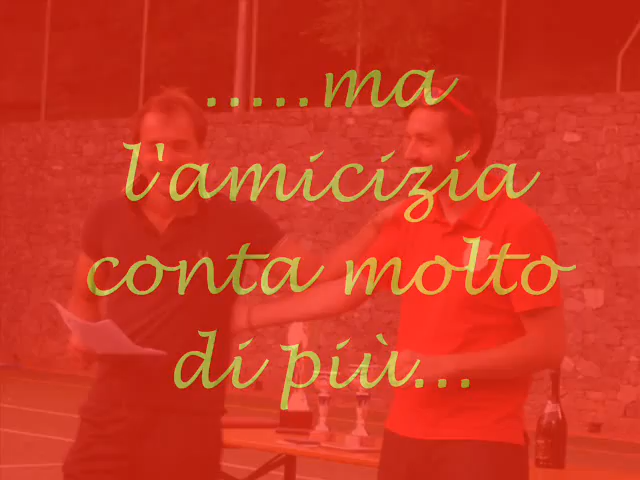 .....ma
l'amicizia
conta molto
di più...